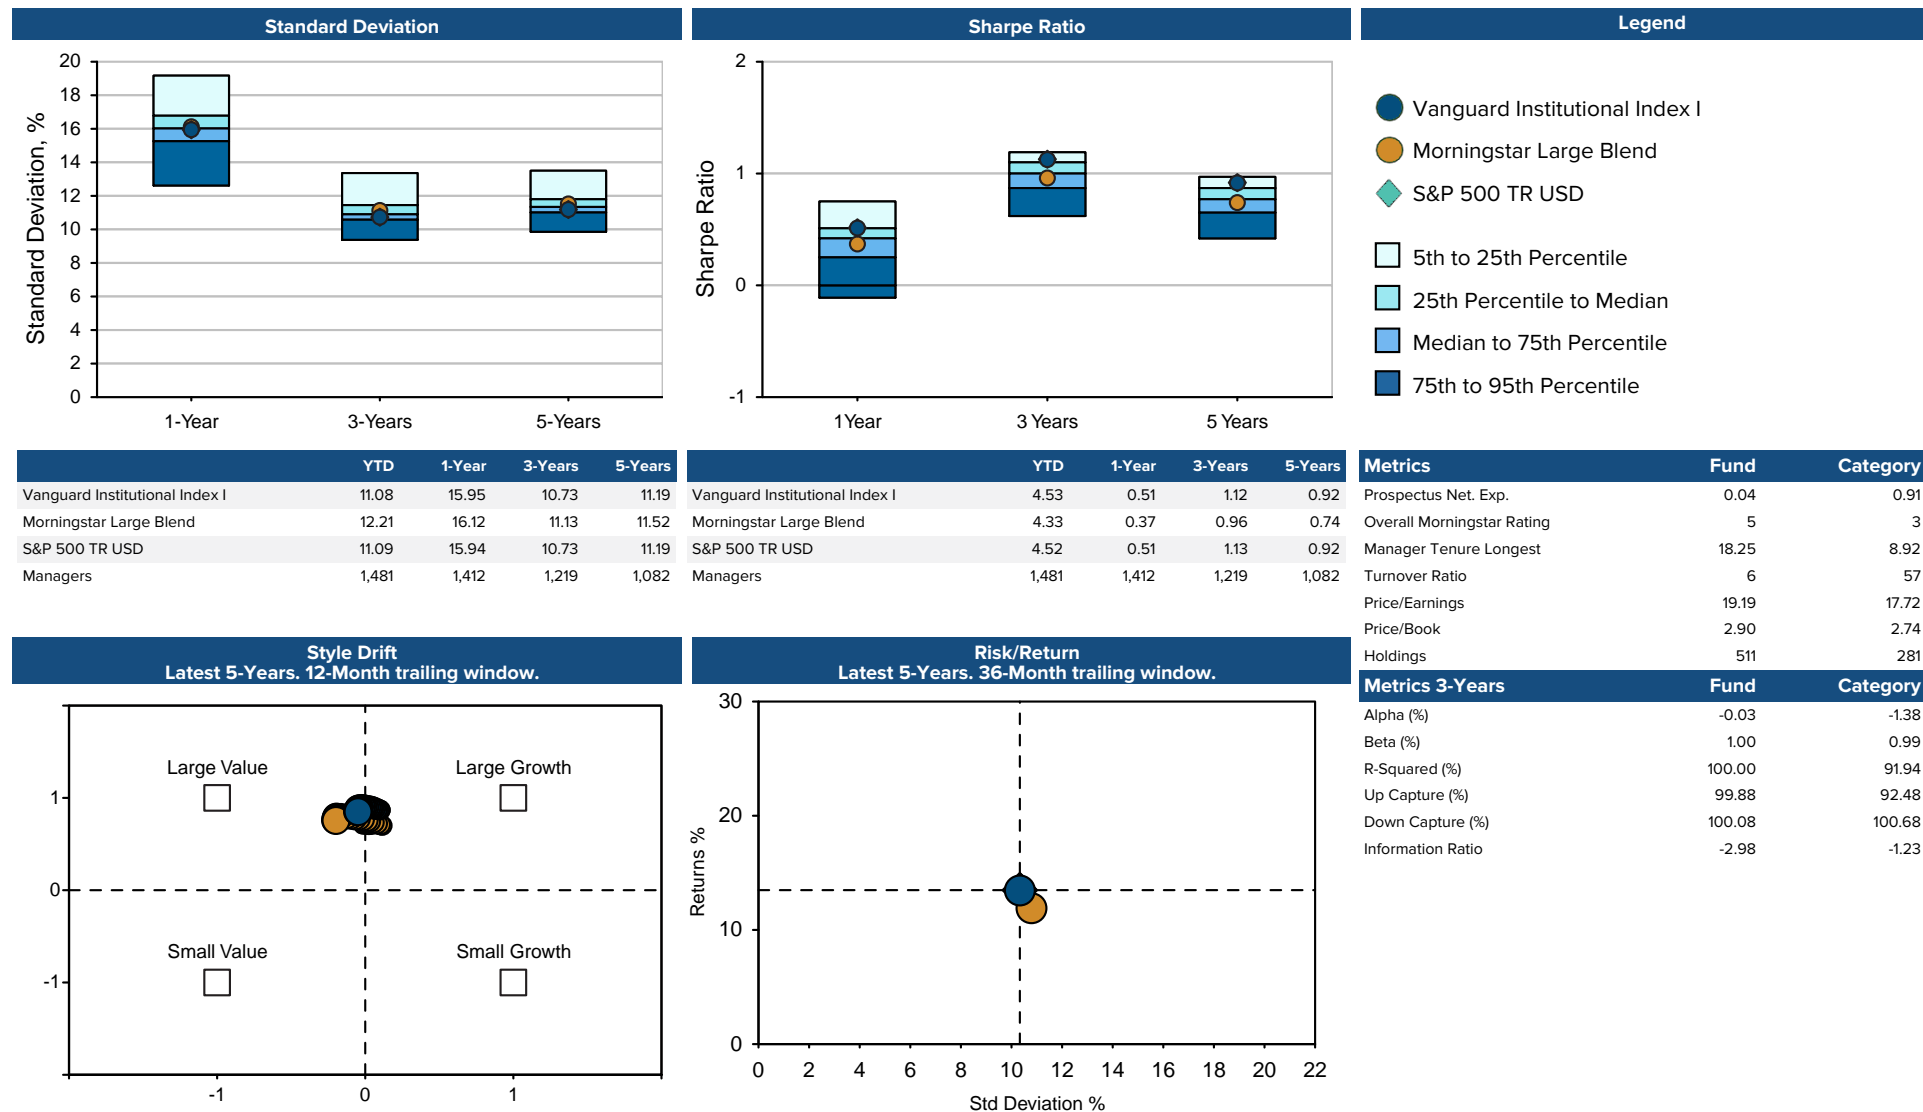 Standard Deviation
20
18
16
14
12
10
8
6
4
2
0
Standard Deviation, %
1-Year 3-Years 5-Years
Sharpe Ratio
2
1
0
-1
Sharpe Ratio
1Year 3 Years 5 Years
Legend
Vanguard Institutional Index I
Morningstar Large Blend
S&P 500 TR USD
5th to 25th Percentile
25th Percentile to Median
Median to 75th Percentile
75th to 95th Percentile
YTD 1-Year 3-Years 5-Years
Vanguard Institutional Index I 11.08 15.95 10.73 11.19
Morningstar Large Blend 12.21 16.12 11.13 11.52
S&P 500 TR USD 11.09 15.94 10.73 11.19
Managers 1,481 1,412 1,219 1,082
YTD 1-Year 3-Years 5-Years
Vanguard Institutional Index I 4.53 0.51 1.12 0.92
Morningstar Large Blend 4.33 0.37 0.96 0.74
S&P 500 TR USD 4.52 0.51 1.13 0.92
Managers 1,481 1,412 1,219 1,082
Metrics Fund Category
Prospectus Net. Exp. 0.04 0.91
Overall Morningstar Rating 5 3
Manager Tenure Longest 18.25 8.92
Turnover Ratio 6 57
Price/Earnings 19.19 17.72
Price/Book 2.90 2.74
Holdings 511 281
Metrics 3-Years Fund Category
Alpha (%) -0.03 -1.38
Beta (%) 1.00 0.99
R-Squared (%) 100.00 91.94
Up Capture (%) 99.88 92.48
Down Capture (%) 100.08 100.68
Information Ratio -2.98 -1.23
Style Drift
Latest 5-Years. 12-Month trailing window.
Large Value Large Growth
1
0
Small Value Small Growth
-1
-1 0 1
Risk/Return
Latest 5-Years. 36-Month trailing window.
30
20
10
0
Returns %
0 2 4 6 8 10 12 14 16 18 20 22
Std Deviation %